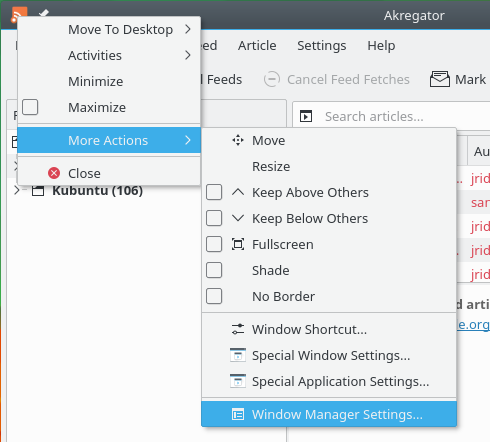 Akregator
Move To Desktop
Activities
Minimize
Maximize
More Actions
Close
Article
Settings
Help
Feeds
Cancel Feed Fetches
Mark
Search articles...
Kubuntu (106)
Move
Resize
Keep Above Others
Keep Below Others
Fullscreen
Shade
No Border
Window Shortcut...
Special Window Settings...
Special Application Settings...
Window Manager Settings...
Au
jrid
sar
jrid
jrid
jrid
d arti
e.org